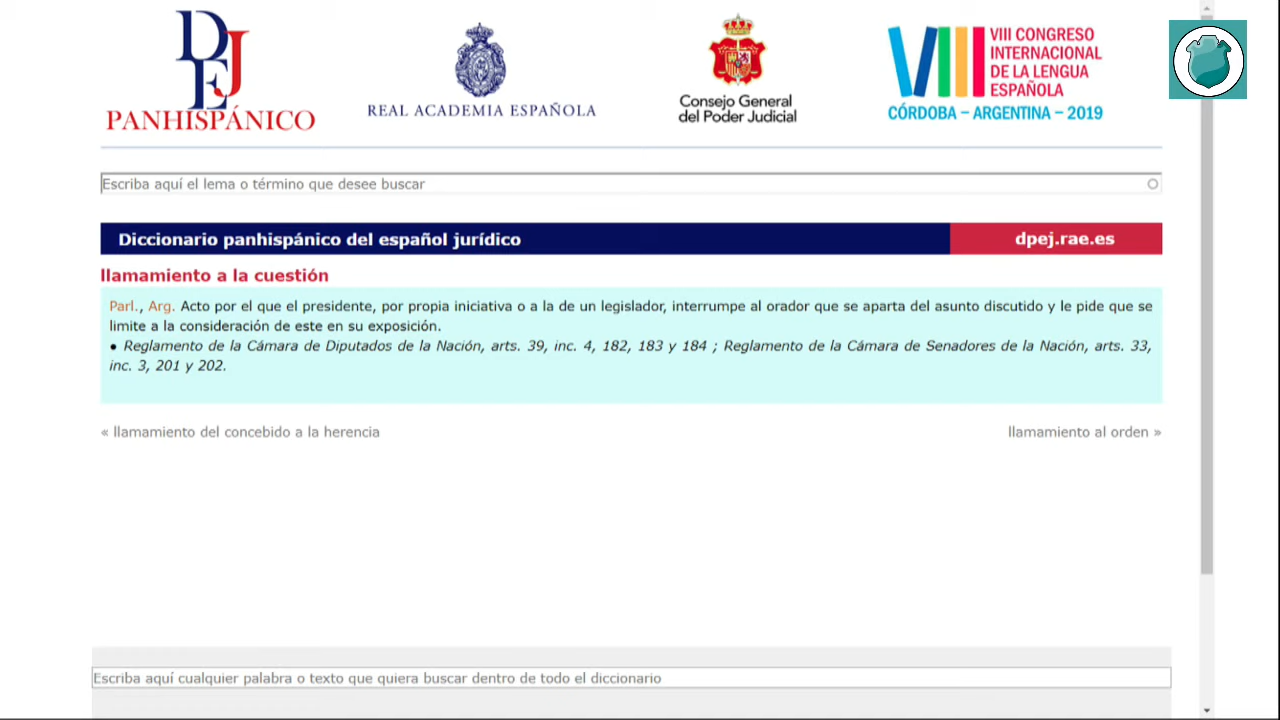 DEJ
PANHISPÁNICO
REAL ACADEMIA ESPAÑOLA
Consejo General
del Poder Judicial
VIII CONGRESO
INTERNACIONAL
DE LA LENGUA
ESPAÑOLA
CÓRDOBA – ARGENTINA – 2019
Escriba aquí el lema o término que desee buscar
Diccionario panhispánico del español jurídico
dpej.rae.es
llamamiento a la cuestión
Parl., Arg. Acto por el que el presidente, por propia iniciativa o a la de un legislador, interrumpe al orador que se aparta del asunto discutido y le pide que se
limite a la consideración de este en su exposición.
● Reglamento de la Cámara de Diputados de la Nación, arts. 39, inc. 4, 182, 183 y 184 ; Reglamento de la Cámara de Senadores de la Nación, arts. 33,
inc. 3, 201 y 202.
« llamamiento del concebido a la herencia
llamamiento al orden »
Escriba aquí cualquier palabra o texto que quiera buscar dentro de todo el diccionario